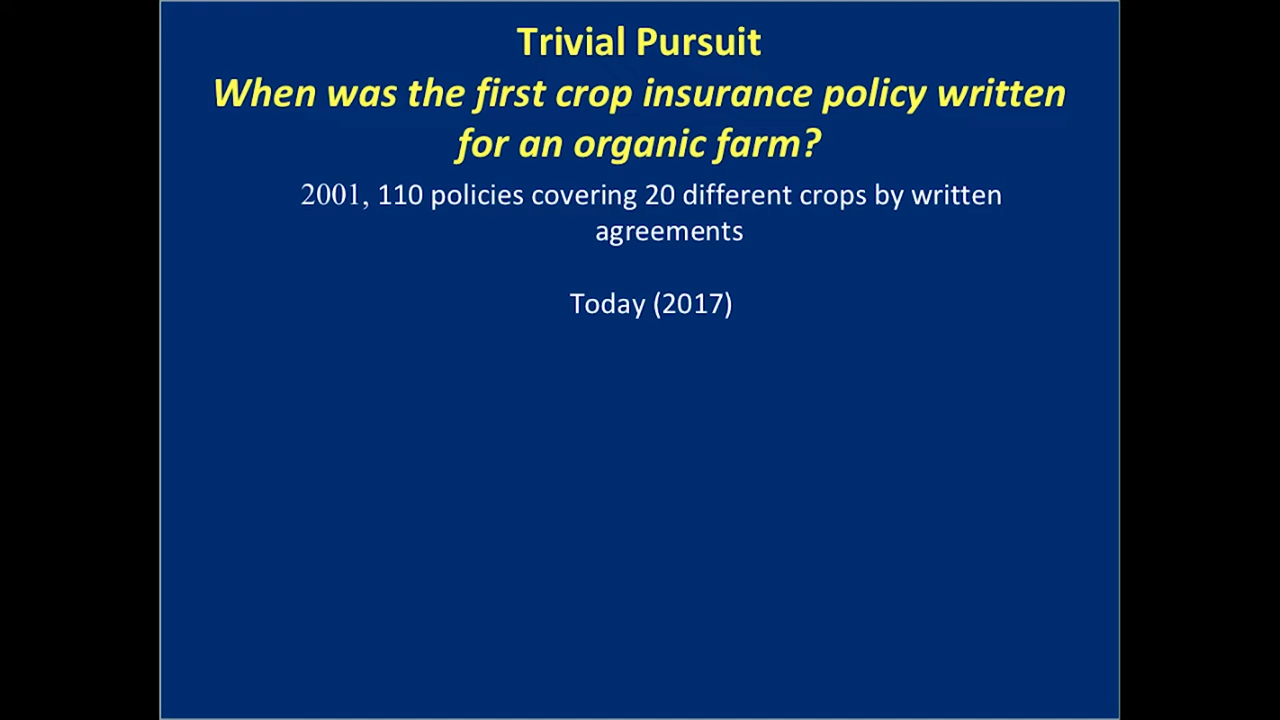 Trivial Pursuit
When was the first crop insurance policy written
for an organic farm?
2001, 110 policies covering 20 different crops by written
agreements
Today (2017)